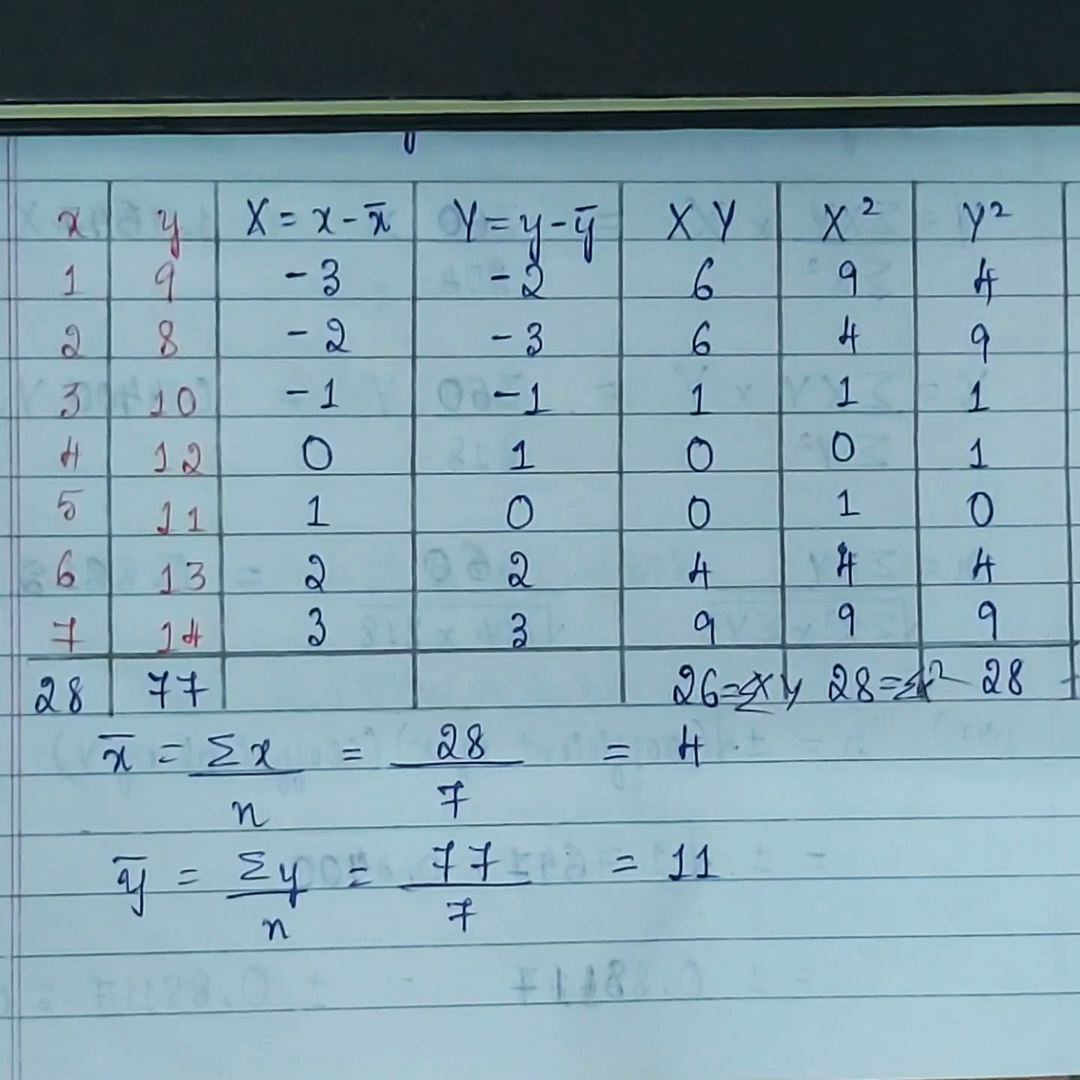 x y X = x - x̄ Y = y - ȳ X Y X² Y²
1 9 -3 -2 6 9 4
2 8 -2 -3 6 4 9
3 10 -1 -1 1 1 1
4 12 0 1 0 0 1
5 11 1 0 0 1 0
6 13 2 2 4 4 4
7 14 3 3 9 9 9
28 77 26=Σxy 28=Σx² 28
x̄ = Σx/n = 28/7 = 4
ȳ = Σy/n = 77/7 = 11